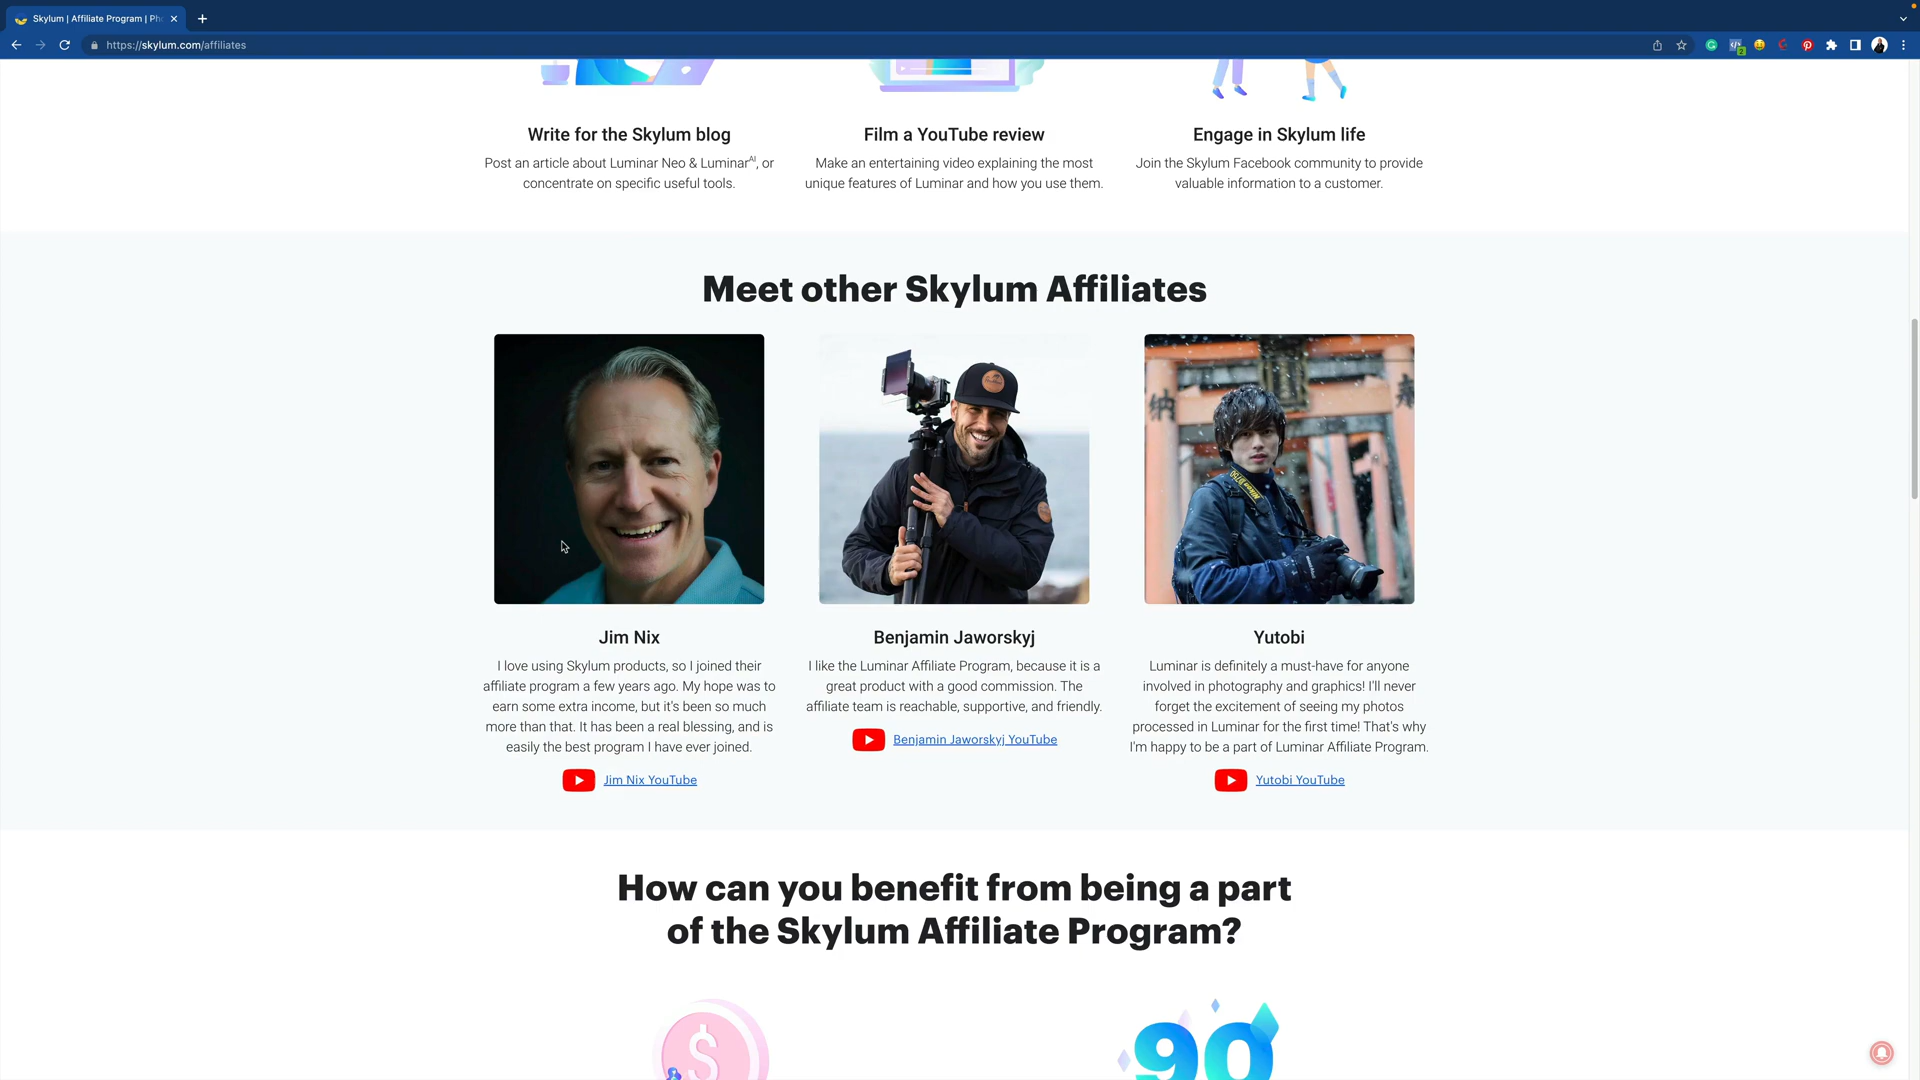 Skylum | Affiliate Program | Ph
https://skylum.com/affiliates
2
Write for the Skylum blog
Post an article about Luminar Neo & LuminarAI, or
concentrate on specific useful tools.
Film a YouTube review
Make an entertaining video explaining the most
unique features of Luminar and how you use them.
Engage in Skylum life
Join the Skylum Facebook community to provide
valuable information to a customer.
Meet other Skylum Affiliates
納
奉
Nikon D750
Jim Nix
I love using Skylum products, so I joined their
affiliate program a few years ago. My hope was to
earn some extra income, but it's been so much
more than that. It has been a real blessing, and is
easily the best program I have ever joined.
Jim Nix YouTube
Benjamin Jaworskyj
I like the Luminar Affiliate Program, because it is a
great product with a good commission. The
affiliate team is reachable, supportive, and friendly.
Benjamin Jaworskyj YouTube
Yutobi
Luminar is definitely a must-have for anyone
involved in photography and graphics! I'll never
forget the excitement of seeing my photos
processed in Luminar for the first time! That's why
I'm happy to be a part of Luminar Affiliate Program.
Yutobi YouTube
How can you benefit from being a part
of the Skylum Affiliate Program?
$
90